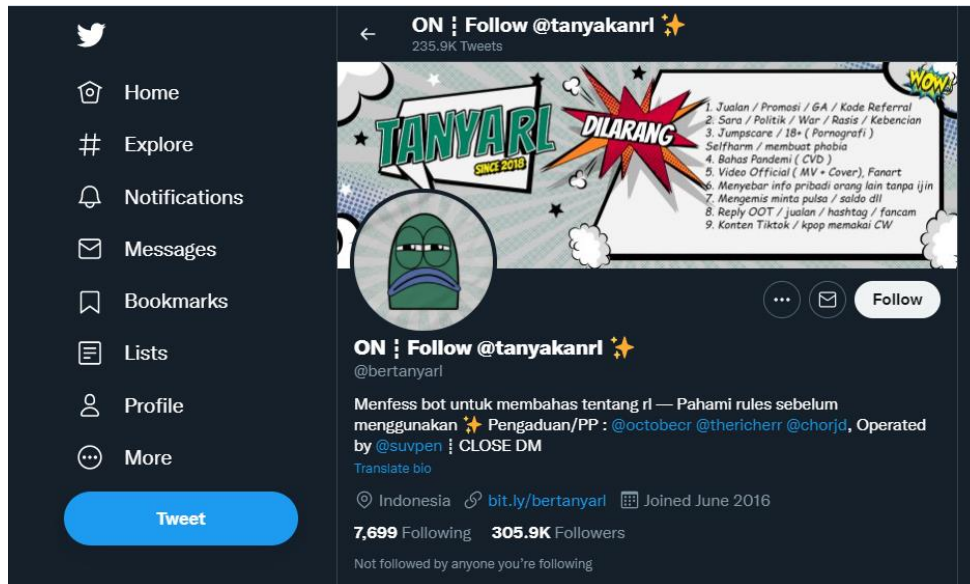 ON ┊ Follow @tanyakanrl ✨
235.9K Tweets
Home
Explore
Notifications
Messages
Bookmarks
Lists
Profile
More
Tweet
TANYARL
SINCE 2018
DILARANG
WOW
1. Jualan / Promosi / GA / Kode Referral
2. Sara / Politik / War / Rasis / Kebencian
3. Jumpscare / 18+ ( Pornografi )
Selfharm / membuat phobia
4. Bahas Pandemi ( CVD )
5. Video Official ( MV + Cover), Fanart
6. Menyebar info pribadi orang lain tanpa ijin
7. Mengemis minta pulsa / saldo dll
8. Reply OOT / jualan / hashtag / fancam
9. Konten Tiktok / kpop memakai CW
Follow
ON ┊ Follow @tanyakanrl ✨
@bertanyarl
Menfess bot untuk membahas tentang rl — Pahami rules sebelum
menggunakan ✨ Pengaduan/PP : @octobecr @thericherr @chorjd, Operated
by @suvpen ┊ CLOSE DM
Translate bio
Indonesia bit.ly/bertanyarl Joined June 2016
7,699 Following 305.9K Followers
Not followed by anyone you're following